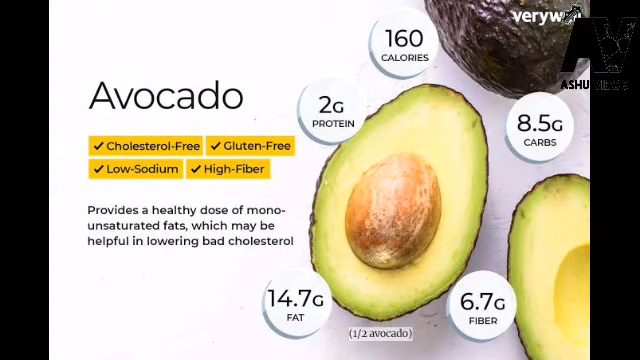 160
CALORIES
Avocado
2G
PROTEIN
8.5G
CARBS
✓ Cholesterol-Free ✓ Gluten-Free
✓ Low-Sodium ✓ High-Fiber
Provides a healthy dose of mono-
unsaturated fats, which may be
helpful in lowering bad cholesterol
14.7G
FAT
6.7G
FIBER
(1/2 avocado)